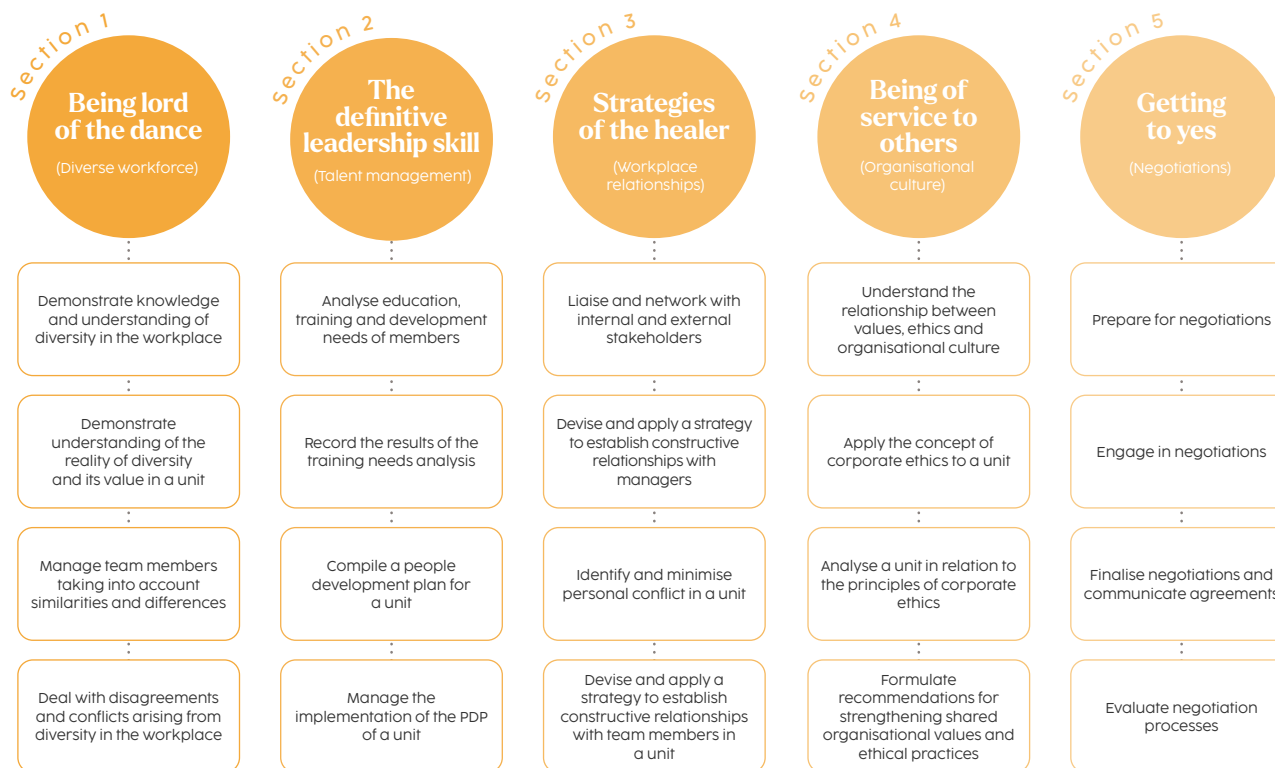 Section 1
Being lord
of the dance
(Diverse workforce)
Demonstrate knowledge
and understanding of
diversity in the workplace
Demonstrate
understanding of the
reality of diversity
and its value in a unit
Manage team members
taking into account
similarities and differences
Deal with disagreements
and conflicts arising from
diversity in the workplace
Section 2
The
definitive
leadership skill
(Talent management)
Analyse education,
training and development
needs of members
Record the results of the
training needs analysis
Compile a people
development plan for
a unit
Manage the
implementation of the PDP
of a unit
Section 3
Strategies
of the healer
(Workplace
relationships)
Liaise and network with
internal and external
stakeholders
Devise and apply a strategy
to establish constructive
relationships with
managers
Identify and minimise
personal conflict in a unit
Devise and apply a
strategy to establish
constructive relationships
with team members in
a unit
Section 4
Being of
service to
others
(Organisational
culture)
Understand the
relationship between
values, ethics and
organisational culture
Apply the concept of
corporate ethics to a unit
Analyse a unit in relation to
the principles of corporate
ethics
Formulate
recommendations for
strengthening shared
organisational values and
ethical practices
Section 5
Getting
to yes
(Negotiations)
Prepare for negotiations
Engage in negotiations
Finalise negotiations and
communicate agreements
Evaluate negotiation
processes